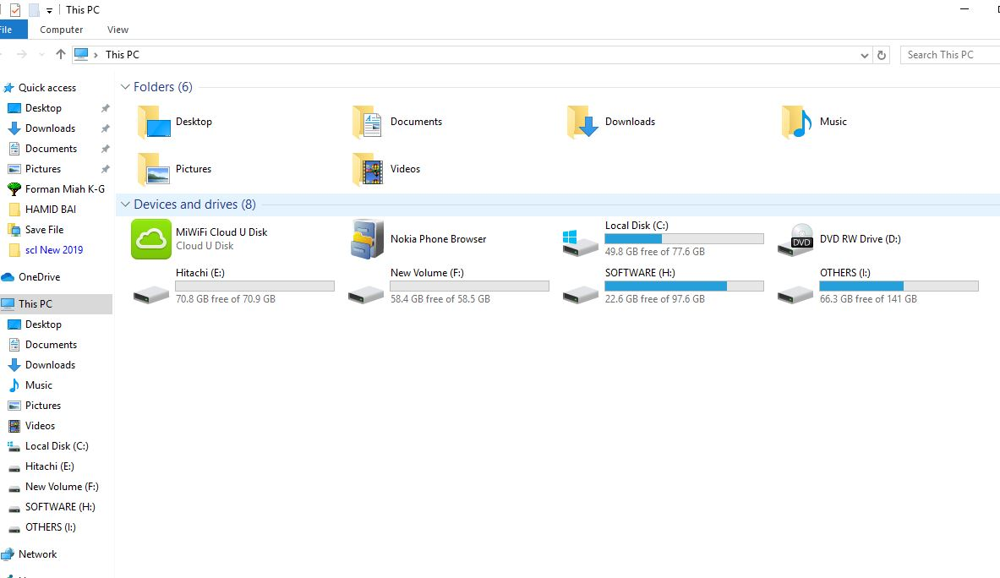 This PC
File
Computer
View
This PC
Search This PC
Quick access
Desktop
Downloads
Documents
Pictures
Forman Miah K-G
HAMID BAI
Save File
scl New 2019
OneDrive
This PC
Desktop
Documents
Downloads
Music
Pictures
Videos
Local Disk (C:)
Hitachi (E:)
New Volume (F:)
SOFTWARE (H:)
OTHERS (I:)
Network
Folders (6)
Desktop
Documents
Downloads
Music
Pictures
Videos
Devices and drives (8)
MiWiFi Cloud U Disk
Cloud U Disk
Nokia Phone Browser
Local Disk (C:)
49.8 GB free of 77.6 GB
DVD
DVD RW Drive (D:)
Hitachi (E:)
70.8 GB free of 70.9 GB
New Volume (F:)
58.4 GB free of 58.5 GB
SOFTWARE (H:)
22.6 GB free of 97.6 GB
OTHERS (I:)
66.3 GB free of 141 GB